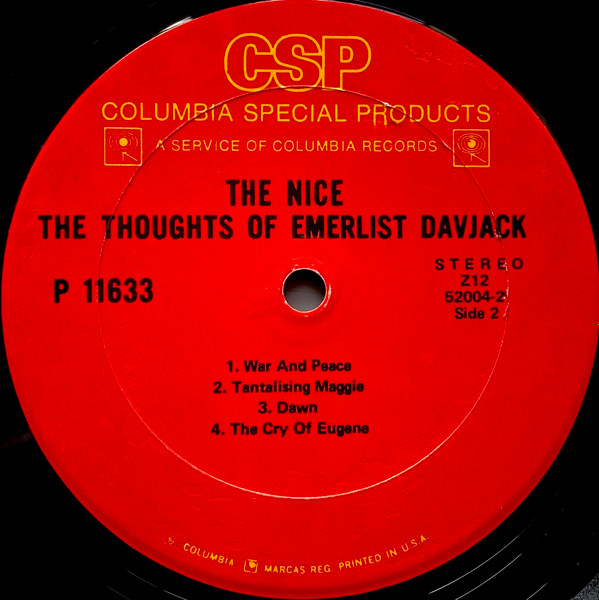 CSP
COLUMBIA SPECIAL PRODUCTS
A SERVICE OF COLUMBIA RECORDS
THE NICE
THE THOUGHTS OF EMERLIST DAVJACK
STEREO
P 11633
Z12
52004-2
Side 2
1. War And Peace
2. Tantalising Maggie
3. Dawn
4. The Cry Of Eugene
COLUMBIA MARCAS REG. PRINTED IN U.S.A.